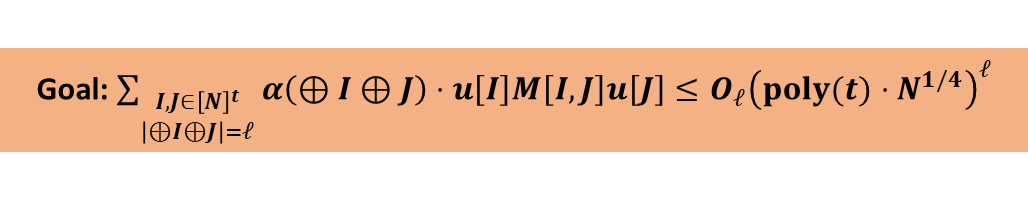 Goal: ∑ I,J∈[N]ᵗ |⊕I⊕J|=ℓ α(⊕ I ⊕ J) · u[I]M[I,J]u[J] ≤ O_ℓ(poly(t) · N^{1/4})^ℓ